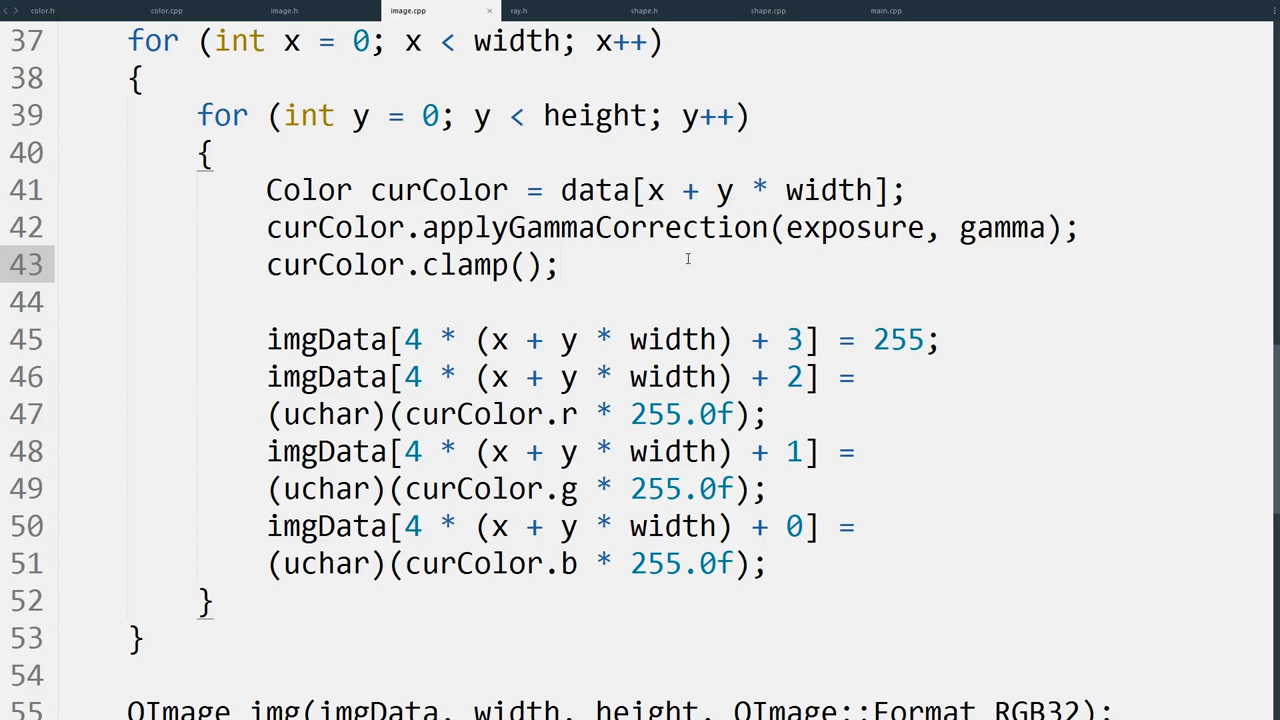 color.h color.cpp image.h image.cpp × ray.h shape.h shape.cpp main.cpp
37 for (int x = 0; x < width; x++)
38 {
39 for (int y = 0; y < height; y++)
40 {
41 Color curColor = data[x + y * width];
42 curColor.applyGammaCorrection(exposure, gamma);
43 curColor.clamp();
44
45 imgData[4 * (x + y * width) + 3] = 255;
46 imgData[4 * (x + y * width) + 2] =
47 (uchar)(curColor.r * 255.0f);
48 imgData[4 * (x + y * width) + 1] =
49 (uchar)(curColor.g * 255.0f);
50 imgData[4 * (x + y * width) + 0] =
51 (uchar)(curColor.b * 255.0f);
52 }
53 }
54
55 QImage img(imgData, width, height, QImage::Format_RGB32);